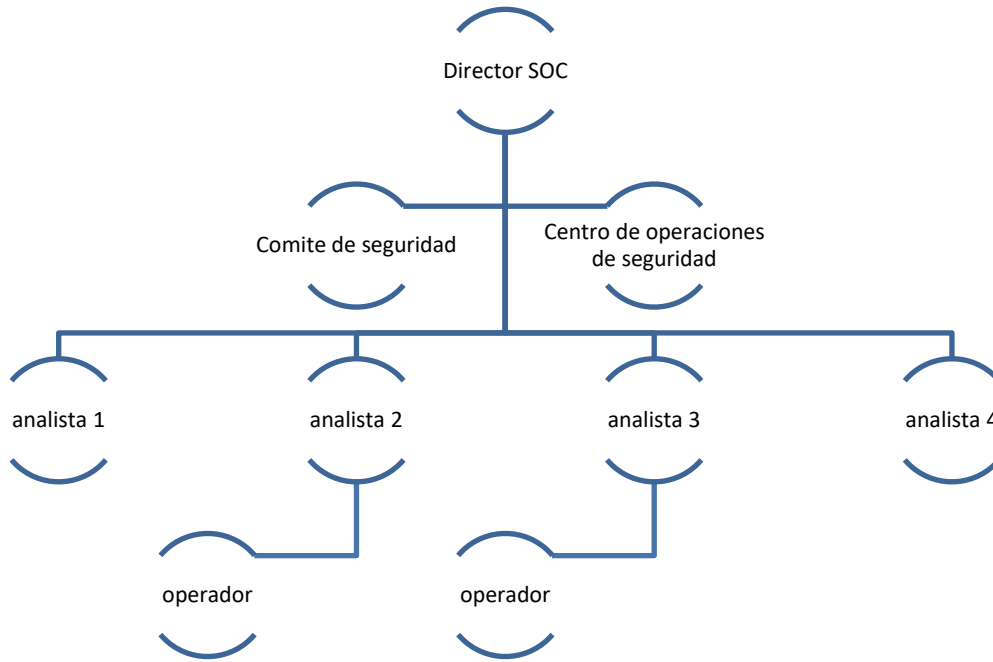 Director SOC
Comite de seguridad
Centro de operaciones
de seguridad
analista 1
analista 2
analista 3
analista 4
operador
operador